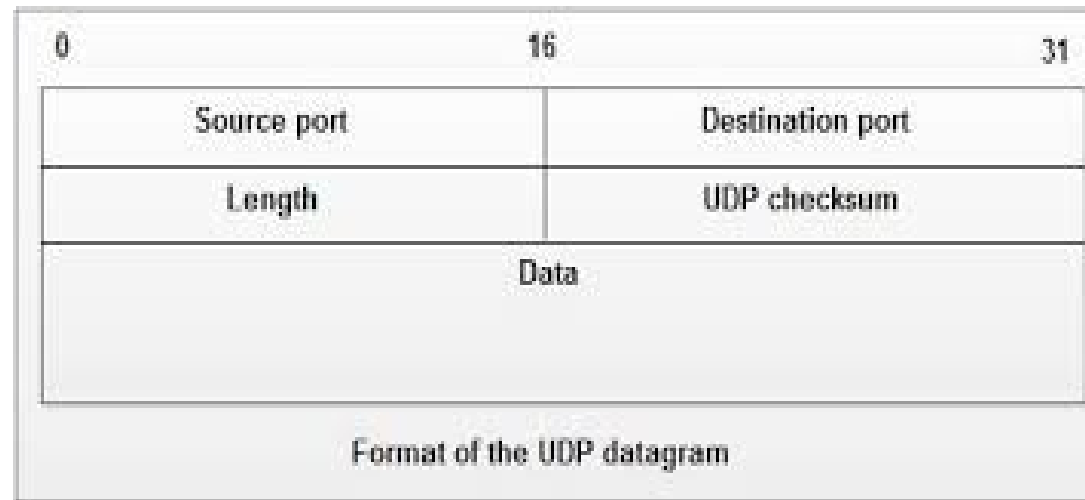 0 16 31
Source port Destination port
Length UDP checksum
Data
Format of the UDP datagram